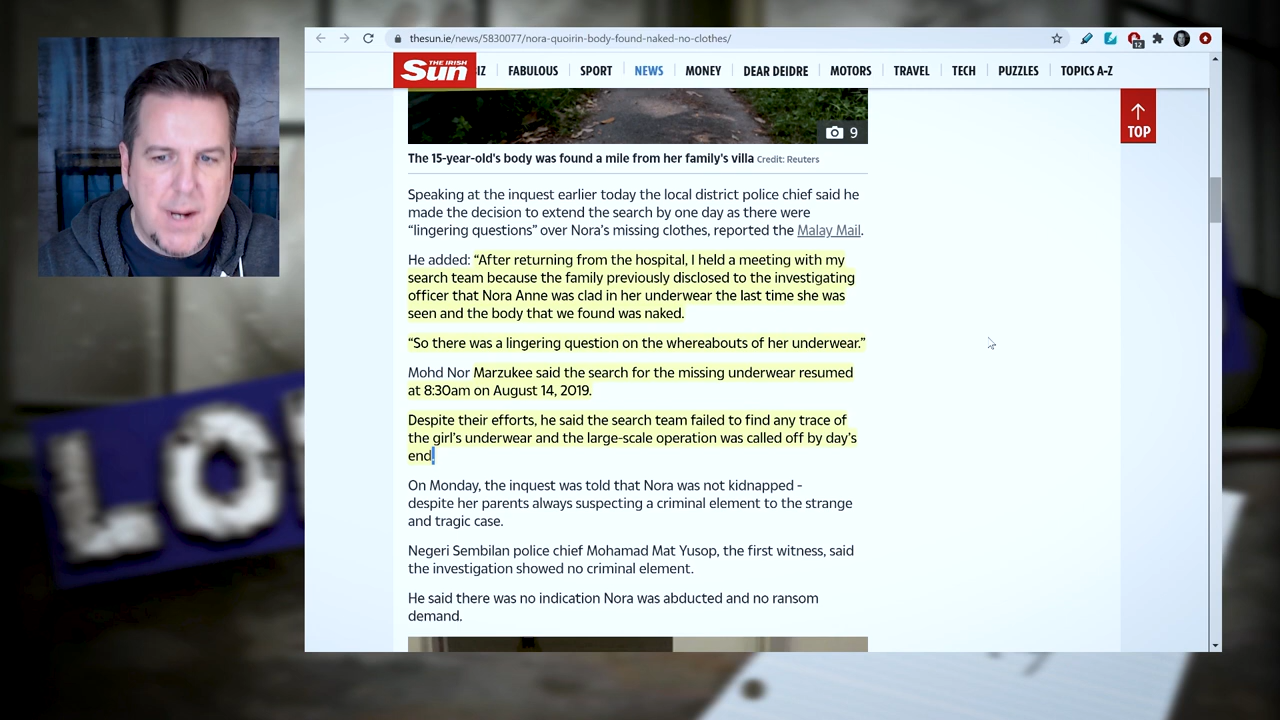 thesun.ie/news/5830077/nora-quoirin-body-found-naked-no-clothes/
12
THE IRISH
Sun
IZ
FABULOUS
SPORT
NEWS
MONEY
DEAR DEIDRE
MOTORS
TRAVEL
TECH
PUZZLES
TOPICS A-Z
9
TOP
The 15-year-old's body was found a mile from her family's villa Credit: Reuters
Speaking at the inquest earlier today the local district police chief said he
made the decision to extend the search by one day as there were
“lingering questions” over Nora’s missing clothes, reported the Malay Mail.
He added: “After returning from the hospital, I held a meeting with my
search team because the family previously disclosed to the investigating
officer that Nora Anne was clad in her underwear the last time she was
seen and the body that we found was naked.
“So there was a lingering question on the whereabouts of her underwear.”
Mohd Nor Marzukee said the search for the missing underwear resumed
at 8:30am on August 14, 2019.
Despite their efforts, he said the search team failed to find any trace of
the girl’s underwear and the large-scale operation was called off by day’s
end.
On Monday, the inquest was told that Nora was not kidnapped -
despite her parents always suspecting a criminal element to the strange
and tragic case.
Negeri Sembilan police chief Mohamad Mat Yusop, the first witness, said
the investigation showed no criminal element.
He said there was no indication Nora was abducted and no ransom
demand.
LO